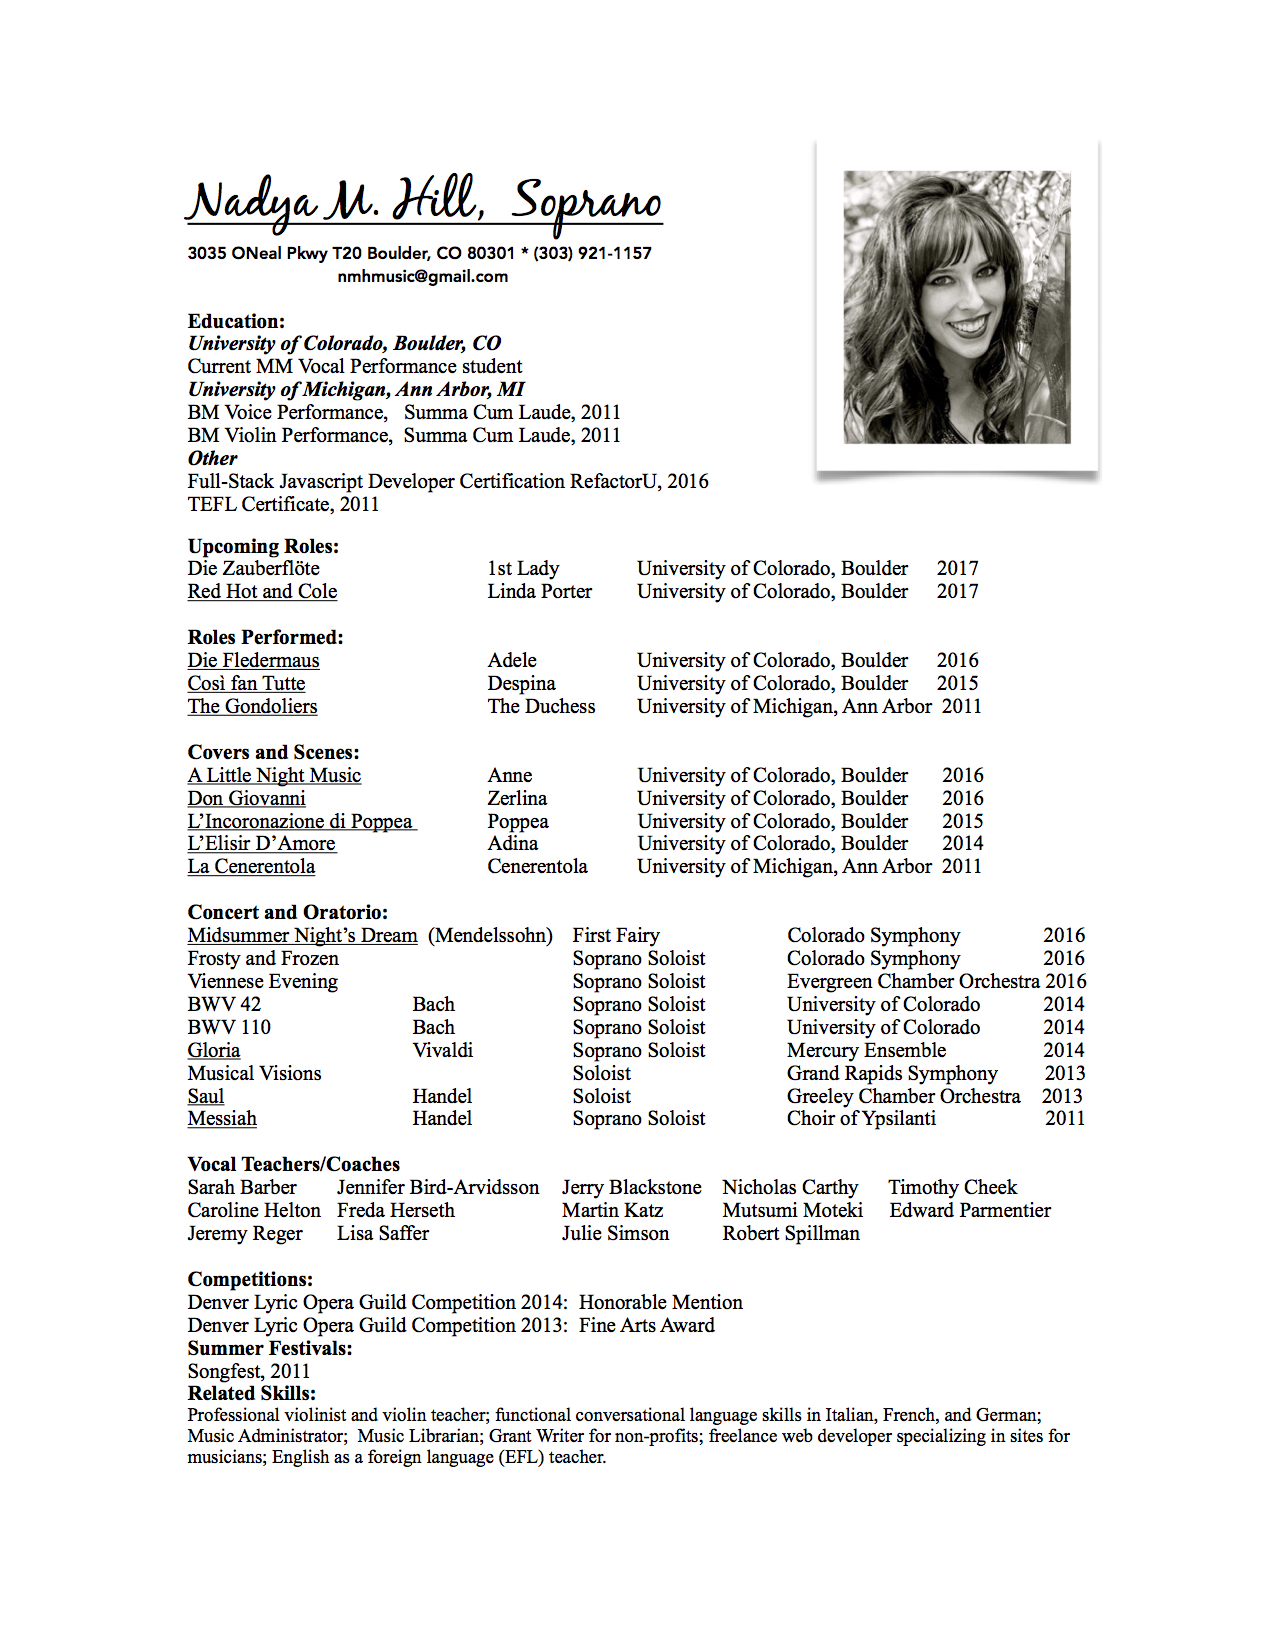 Nadya M. Hill, Soprano
3035 ONeal Pkwy T20 Boulder, CO 80301 * (303) 921-1157
nmhmusic@gmail.com
Education:
University of Colorado, Boulder, CO
Current MM Vocal Performance student
University of Michigan, Ann Arbor, MI
BM Voice Performance, Summa Cum Laude, 2011
BM Violin Performance, Summa Cum Laude, 2011
Other
Full-Stack Javascript Developer Certification RefactorU, 2016
TEFL Certificate, 2011
Upcoming Roles:
Die Zauberflöte 1st Lady University of Colorado, Boulder 2017
Red Hot and Cole Linda Porter University of Colorado, Boulder 2017
Roles Performed:
Die Fledermaus Adele University of Colorado, Boulder 2016
Così fan Tutte Despina University of Colorado, Boulder 2015
The Gondoliers The Duchess University of Michigan, Ann Arbor 2011
Covers and Scenes:
A Little Night Music Anne University of Colorado, Boulder 2016
Don Giovanni Zerlina University of Colorado, Boulder 2016
L’Incoronazione di Poppea Poppea University of Colorado, Boulder 2015
L’Elisir D’Amore Adina University of Colorado, Boulder 2014
La Cenerentola Cenerentola University of Michigan, Ann Arbor 2011
Concert and Oratorio:
Midsummer Night’s Dream (Mendelssohn) First Fairy Colorado Symphony 2016
Frosty and Frozen Soprano Soloist Colorado Symphony 2016
Viennese Evening Soprano Soloist Evergreen Chamber Orchestra 2016
BWV 42 Bach Soprano Soloist University of Colorado 2014
BWV 110 Bach Soprano Soloist University of Colorado 2014
Gloria Vivaldi Soprano Soloist Mercury Ensemble 2014
Musical Visions Soloist Grand Rapids Symphony 2013
Saul Handel Soloist Greeley Chamber Orchestra 2013
Messiah Handel Soprano Soloist Choir of Ypsilanti 2011
Vocal Teachers/Coaches
Sarah Barber Jennifer Bird-Arvidsson Jerry Blackstone Nicholas Carthy Timothy Cheek
Caroline Helton Freda Herseth Martin Katz Mutsumi Moteki Edward Parmentier
Jeremy Reger Lisa Saffer Julie Simson Robert Spillman
Competitions:
Denver Lyric Opera Guild Competition 2014: Honorable Mention
Denver Lyric Opera Guild Competition 2013: Fine Arts Award
Summer Festivals:
Songfest, 2011
Related Skills:
Professional violinist and violin teacher; functional conversational language skills in Italian, French, and German;
Music Administrator; Music Librarian; Grant Writer for non-profits; freelance web developer specializing in sites for
musicians; English as a foreign language (EFL) teacher.